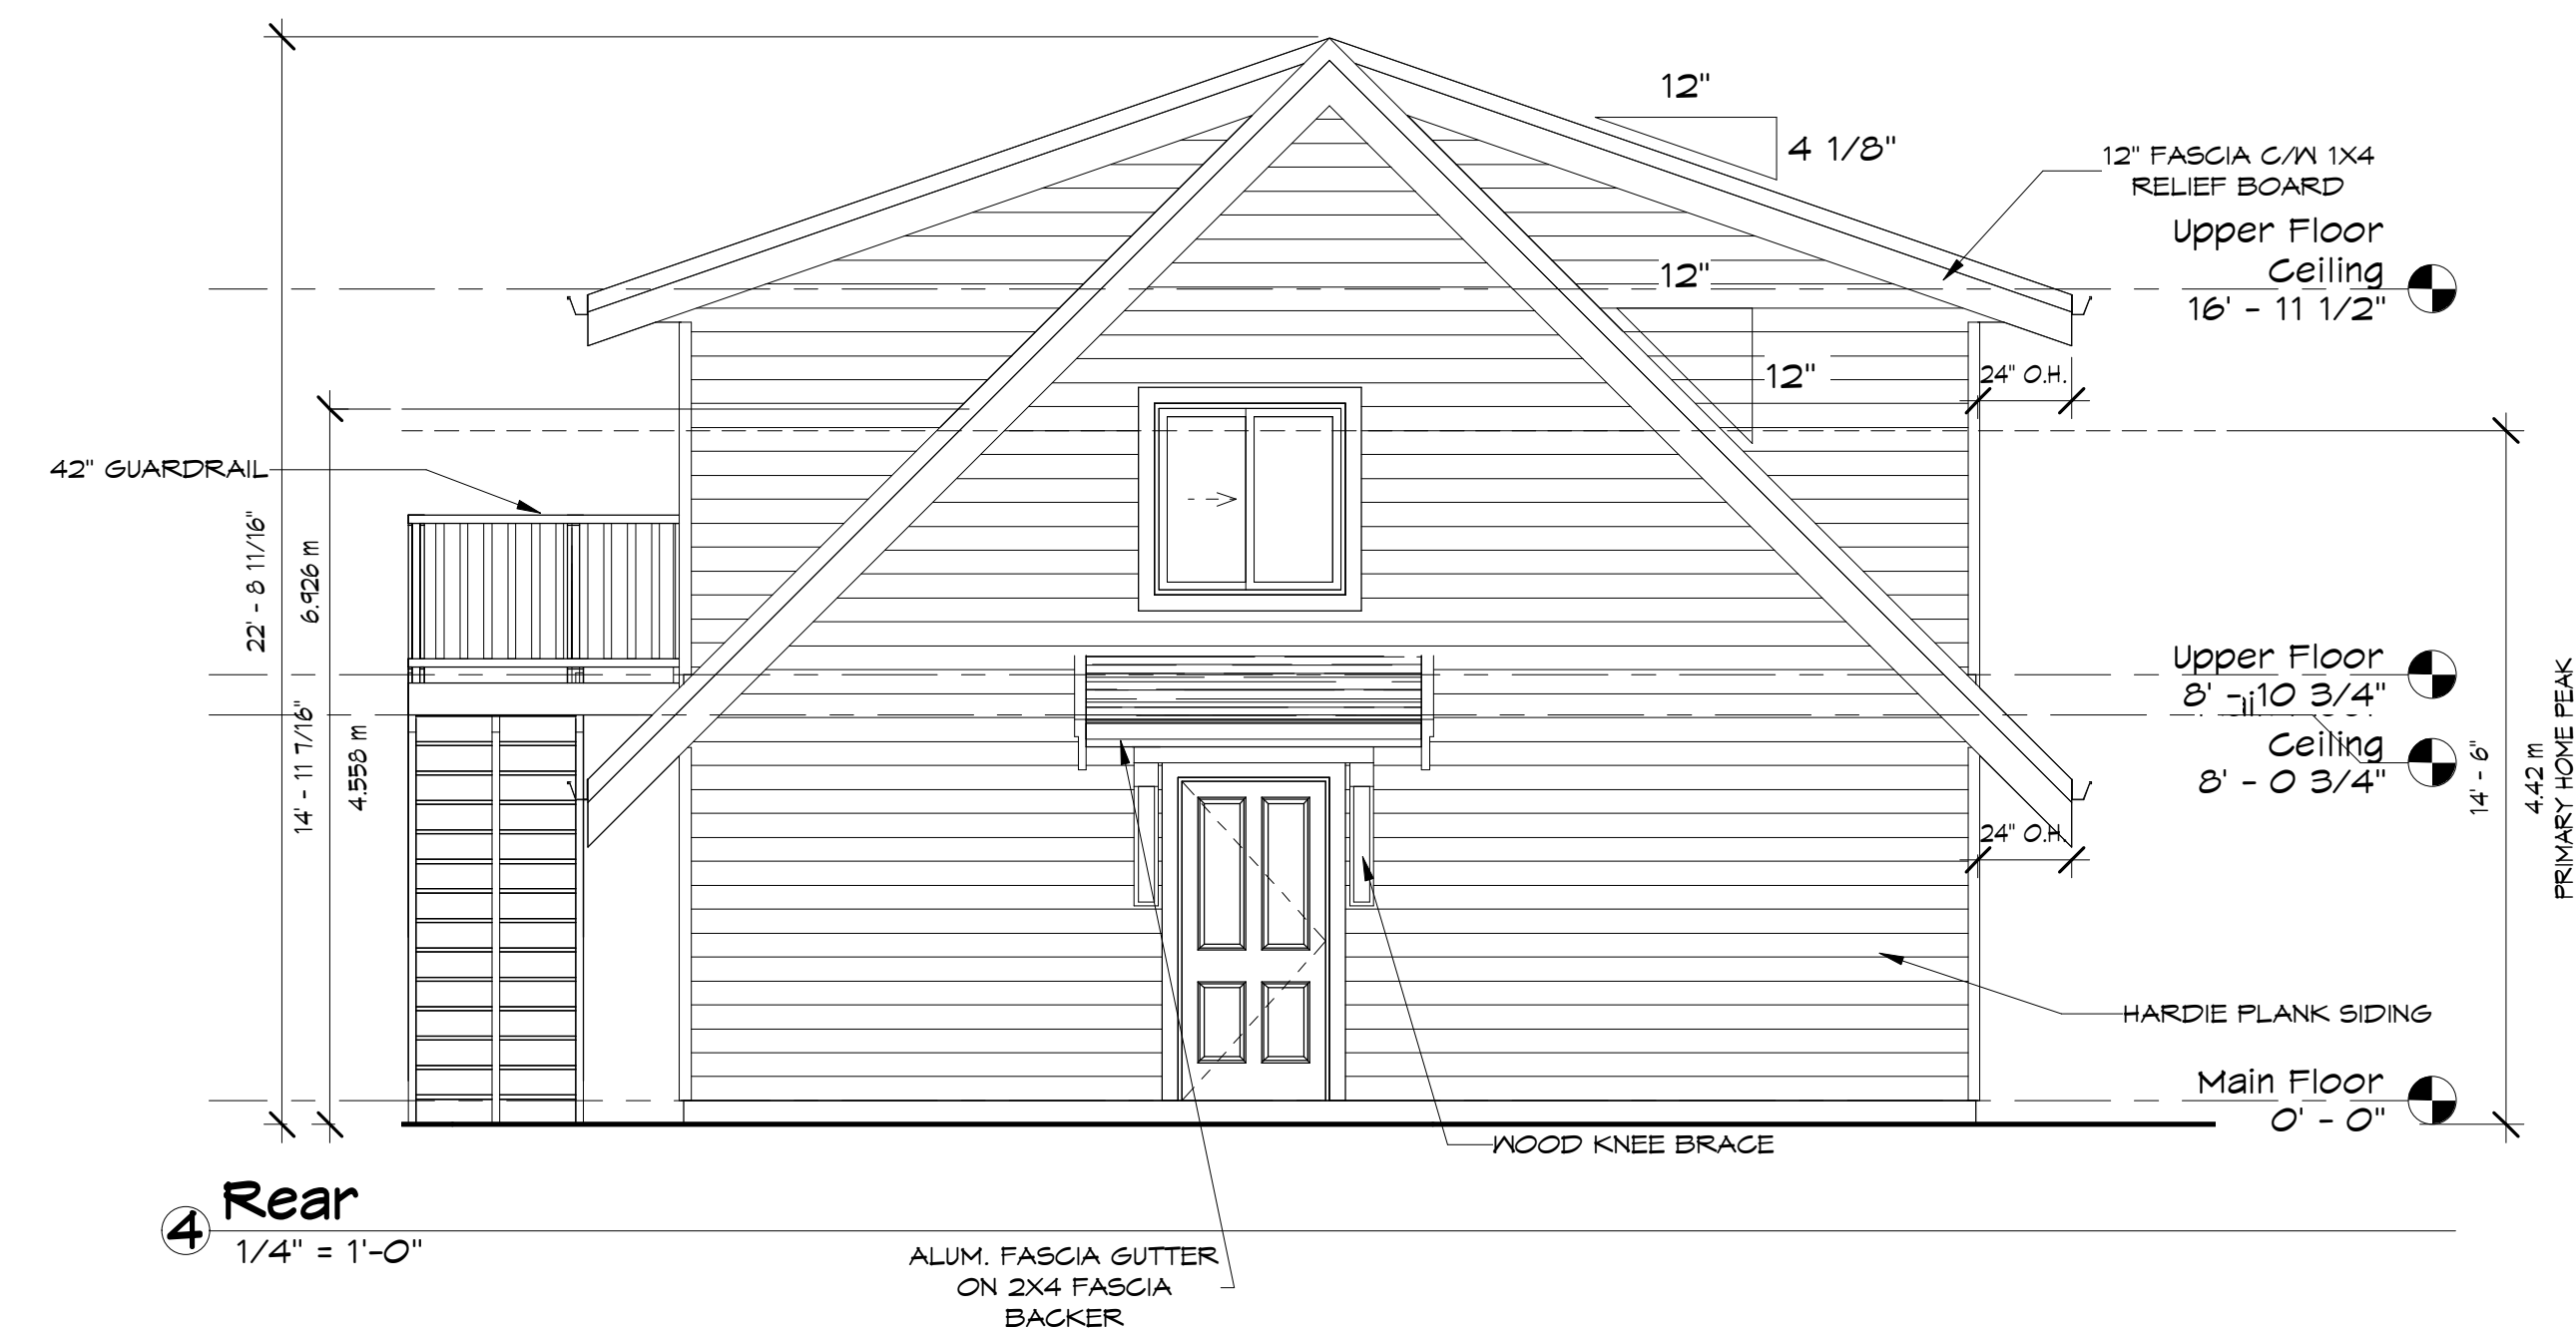 12"
4 1/8"
12" FASCIA C/W 1X4
RELIEF BOARD
Upper Floor
Ceiling
16' - 11 1/2"
12"
12"
24" O.H.
42" GUARDRAIL
22' - 8 11/16"
6.926 m
14' - 11 7/16"
4.558 m
Upper Floor
8' - 10 3/4"
Ceiling
8' - 0 3/4"
24" O.H.
14' - 6"
4.42 m
PRIMARY HOME PEAK
HARDIE PLANK SIDING
Main Floor
0' - 0"
WOOD KNEE BRACE
4
Rear
1/4" = 1'-0"
ALUM. FASCIA GUTTER
ON 2X4 FASCIA
BACKER